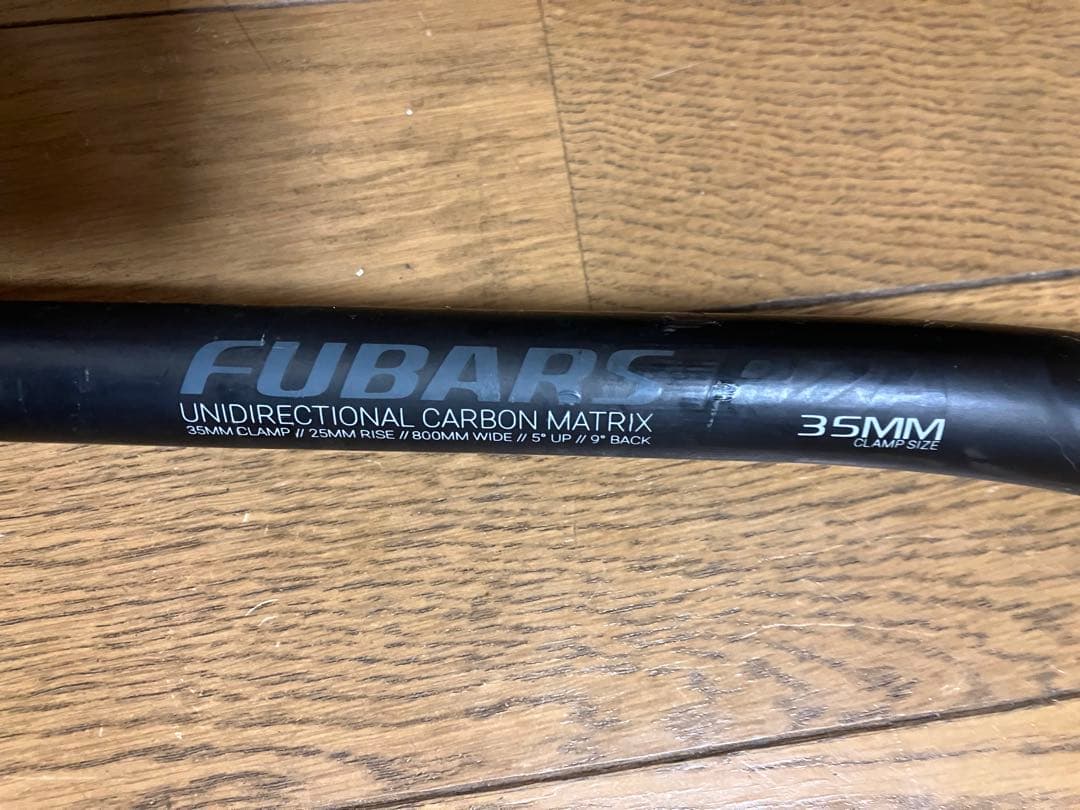 FUBARS
UNIDIRECTIONAL CARBON MATRIX
35MM CLAMP // 25MM RISE // 800MM WIDE // 5° UP // 9° BACK
35MM
CLAMP SIZE